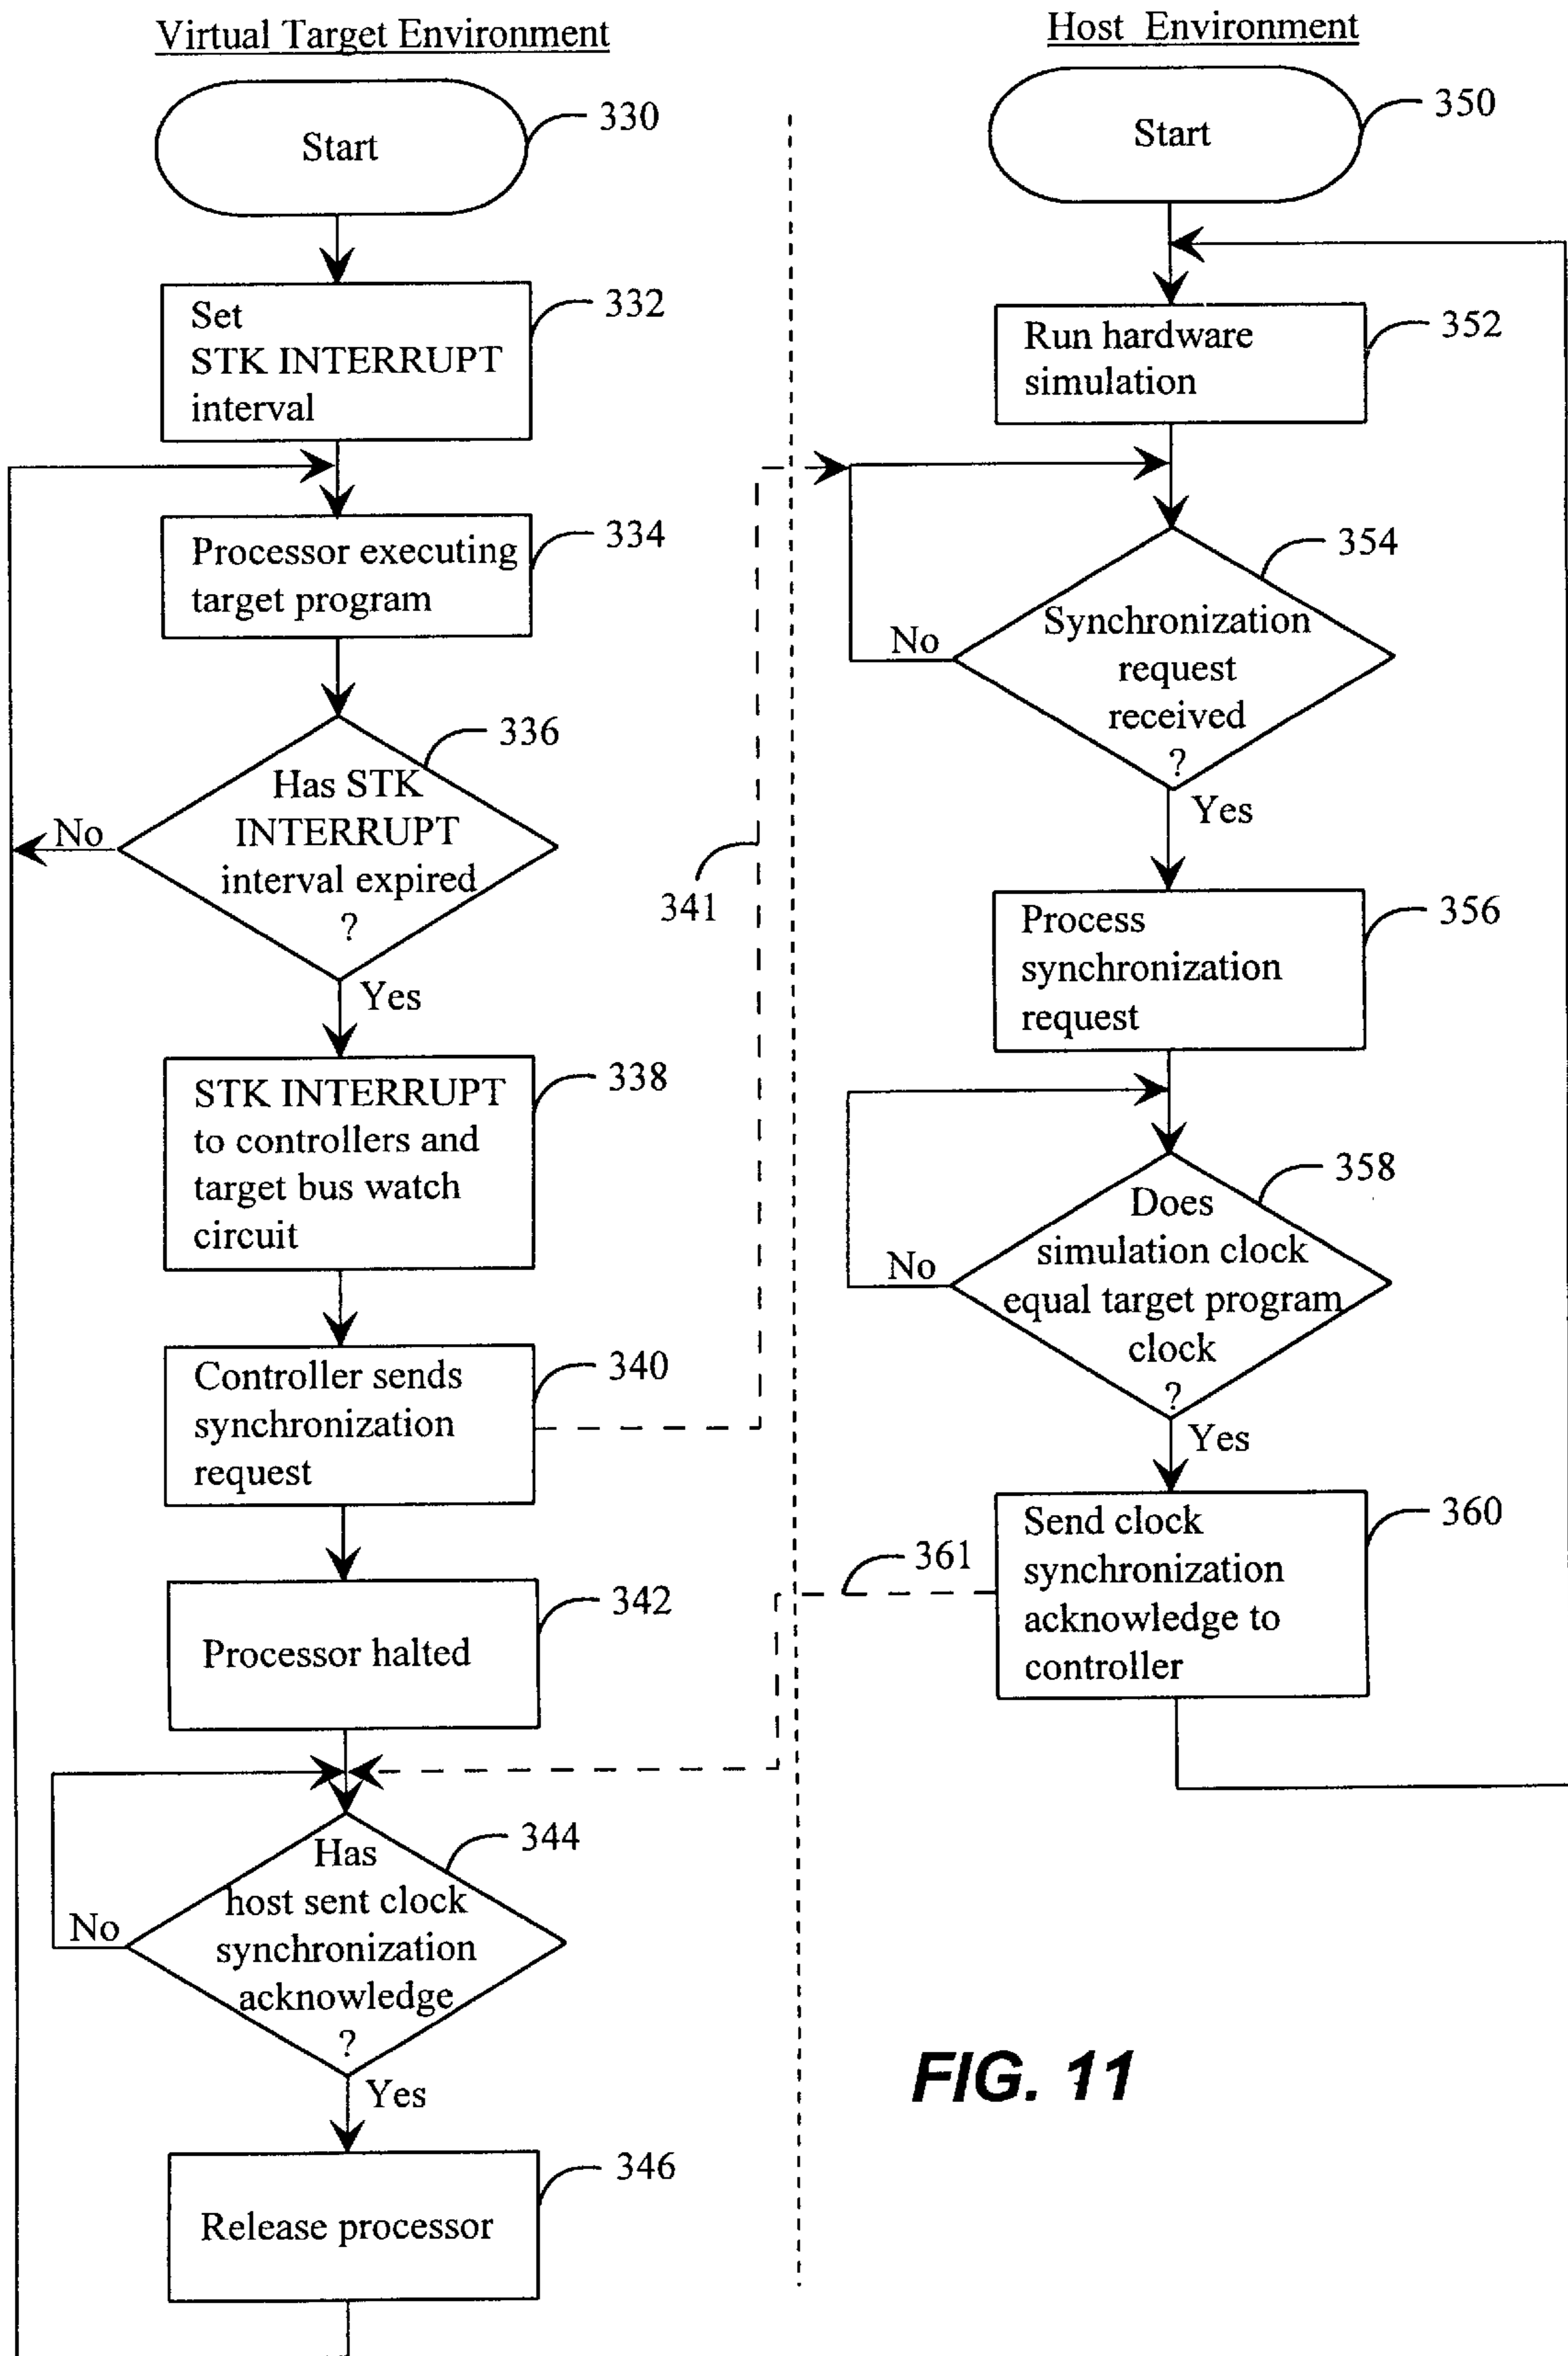 Virtual Target Environment
Start
330
Set
STK INTERRUPT
interval
332
Processor executing
target program
334
Has STK
INTERRUPT
interval expired
?
336
No
Yes
STK INTERRUPT
to controllers and
target bus watch
circuit
338
Controller sends
synchronization
request
340
341
Processor halted
342
Has
host sent clock
synchronization
acknowledge
?
344
No
Yes
Release processor
346
Host Environment
Start
350
Run hardware
simulation
352
Synchronization
request
received
?
354
No
Yes
Process
synchronization
request
356
Does
simulation clock
equal target program
clock
?
358
No
Yes
Send clock
synchronization
acknowledge to
controller
360
361
FIG. 11